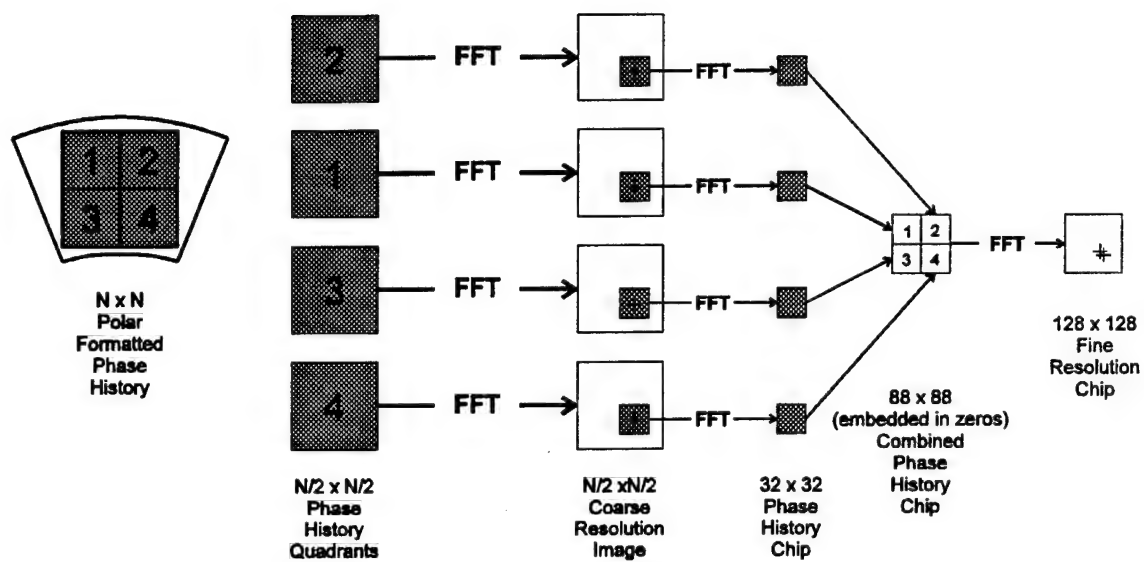 1 2
3 4
N x N
Polar
Formatted
Phase
History
2
1
3
4
N/2 x N/2
Phase
History
Quadrants
FFT
FFT
FFT
FFT
N/2 xN/2
Coarse
Resolution
Image
FFT
FFT
FFT
FFT
32 x 32
Phase
History
Chip
1 2
3 4
88 x 88
(embedded in zeros)
Combined
Phase
History
Chip
FFT
128 x 128
Fine
Resolution
Chip